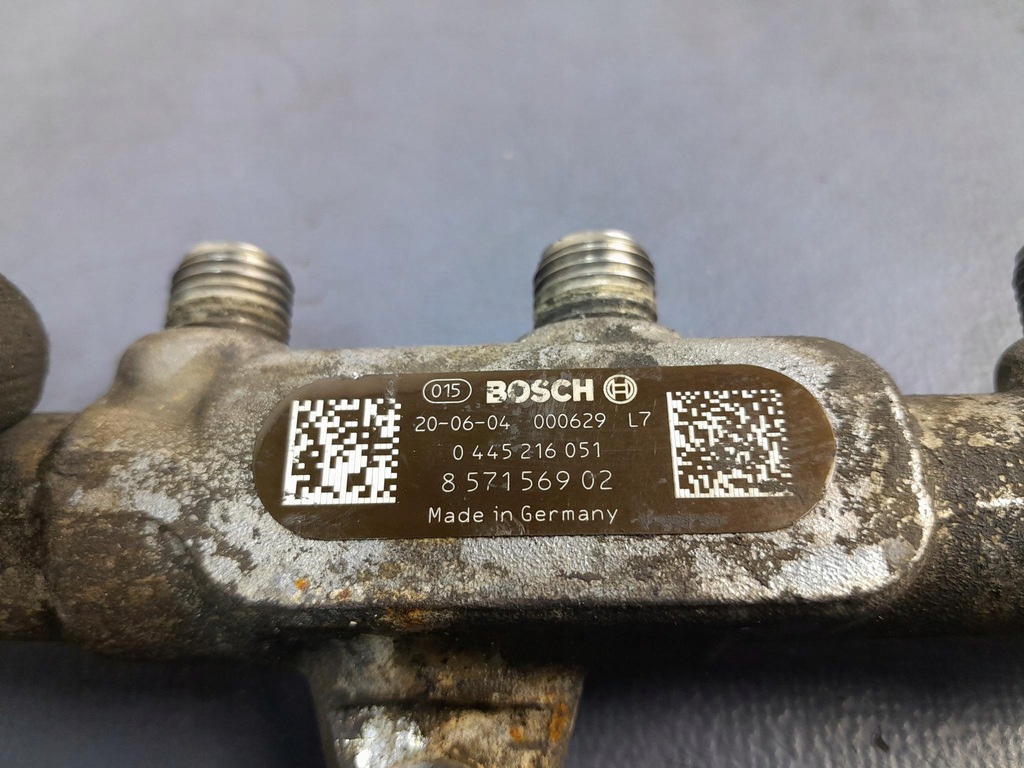 015 BOSCH
20-06-04 000629 L7
0 445 216 051
8 571569 02
Made in Germany